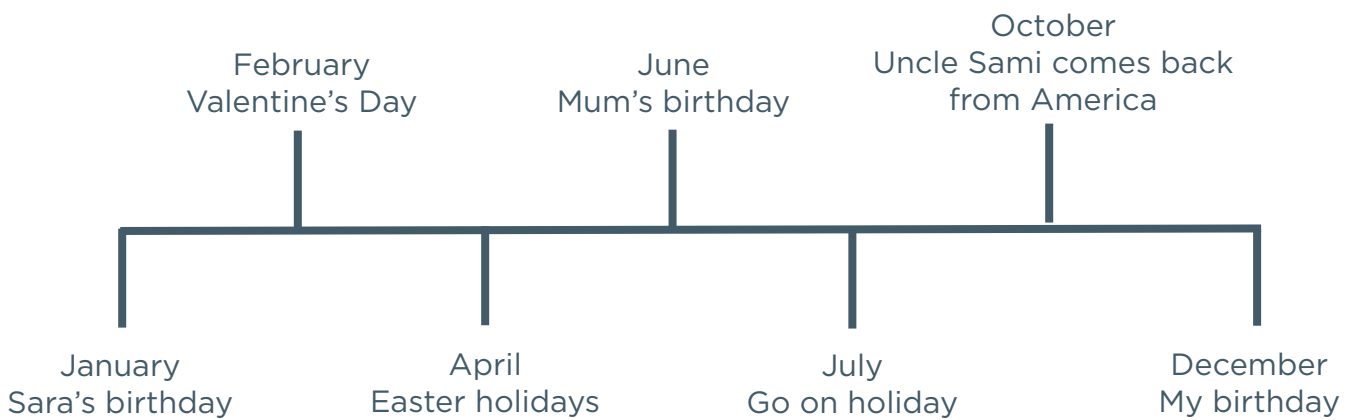 October
Uncle Sami comes back
from America
February
Valentine's Day
June
Mum's birthday
January
Sara's birthday
April
Easter holidays
July
Go on holiday
December
My birthday